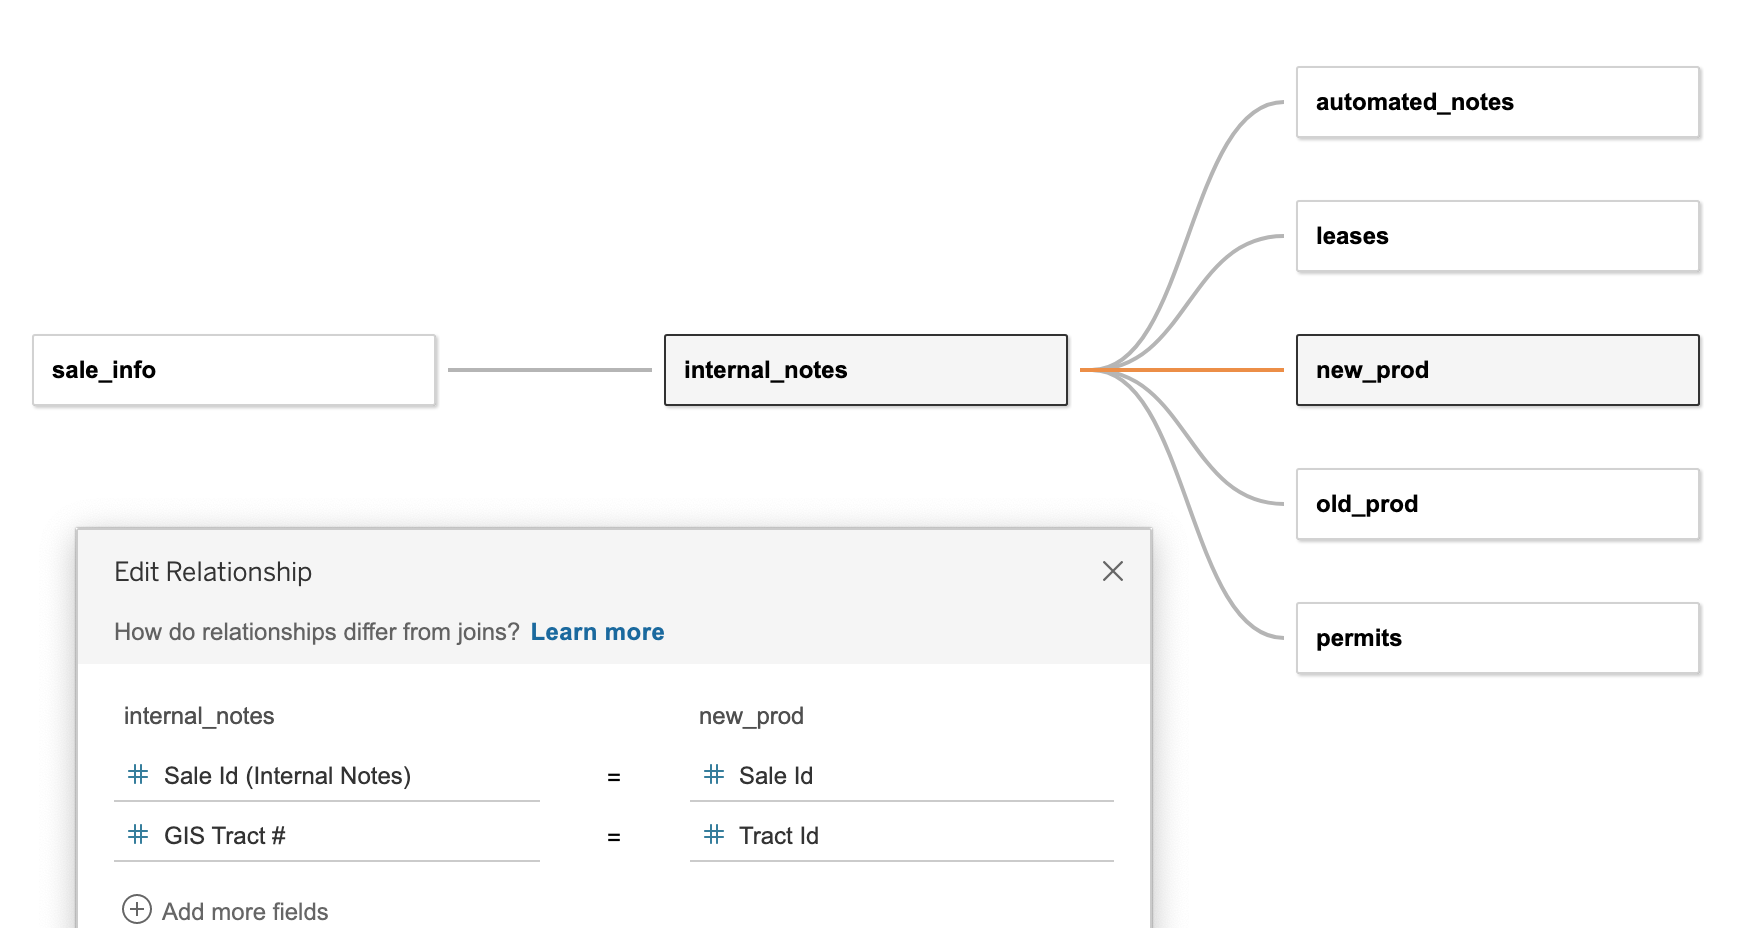 automated_notes
leases
sale_info
internal_notes
new_prod
old_prod
permits
Edit Relationship
How do relationships differ from joins? Learn more
internal_notes new_prod
# Sale Id (Internal Notes) = # Sale Id
# GIS Tract # = # Tract Id
Add more fields